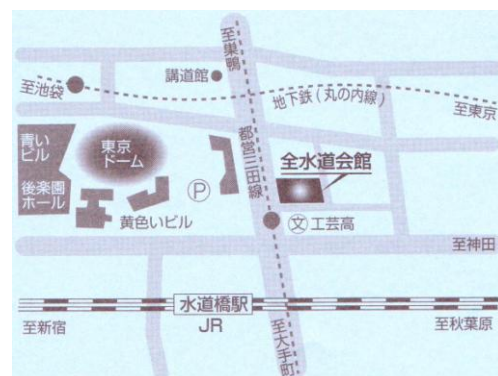 至巣鴨
講道館
至池袋
地下鉄(丸の内線)
至東京
青い
ビル
東京
ドーム
都営三田線
全水道会館
後楽園
ホール
P
黄色いビル
文 工芸高
至神田
水道橋駅
JR
至新宿
至大手町
至秋葉原